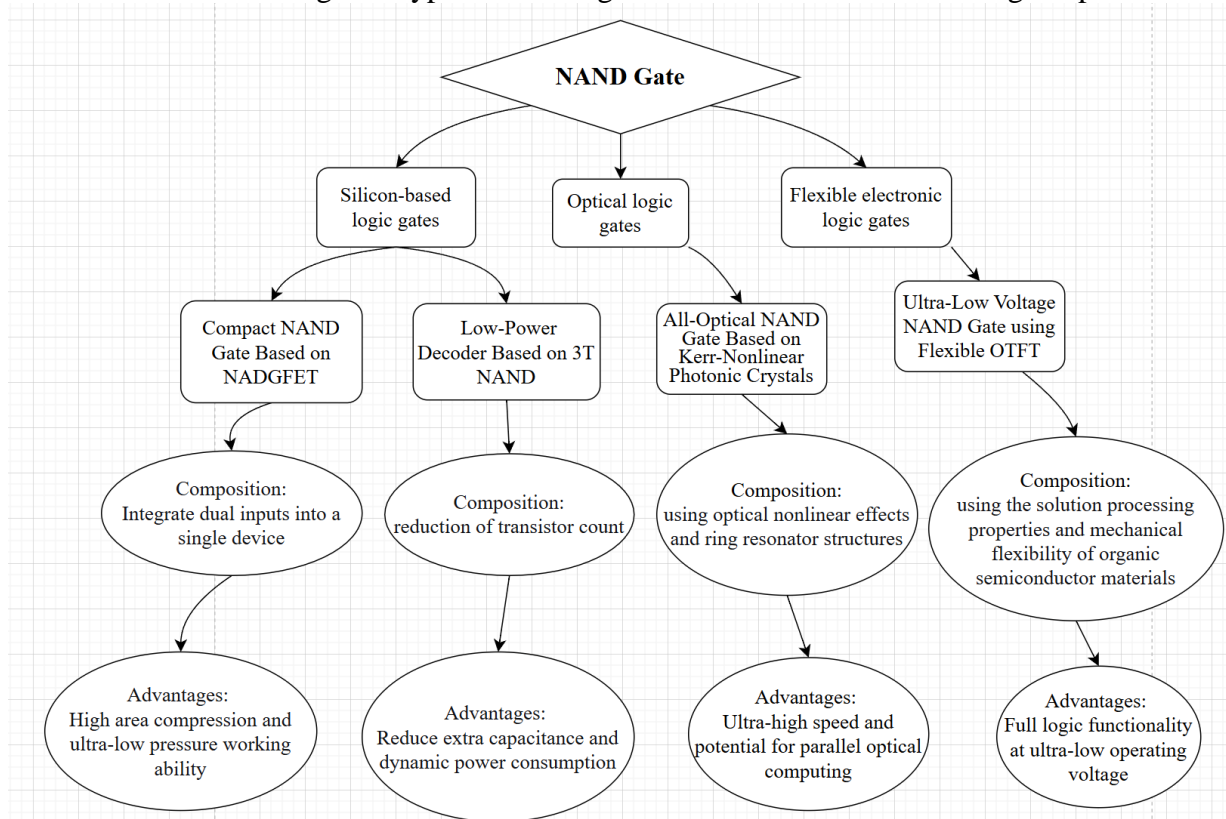 NAND Gate
Silicon-based
logic gates
Optical logic
gates
Flexible electronic
logic gates
Compact NAND
Gate Based on
NADGFET
Low-Power
Decoder Based on 3T
NAND
All-Optical NAND
Gate Based on
Kerr-Nonlinear
Photonic Crystals
Ultra-Low Voltage
NAND Gate using
Flexible OTFT
Composition:
Integrate dual inputs into a
single device
Composition:
reduction of transistor count
Composition:
using optical nonlinear effects
and ring resonator structures
Composition:
using the solution processing
properties and mechanical
flexibility of organic
semiconductor materials
Advantages:
High area compression and
ultra-low pressure working
ability
Advantages:
Reduce extra capacitance and
dynamic power consumption
Advantages:
Ultra-high speed and
potential for parallel optical
computing
Advantages:
Full logic functionality
at ultra-low operating
voltage